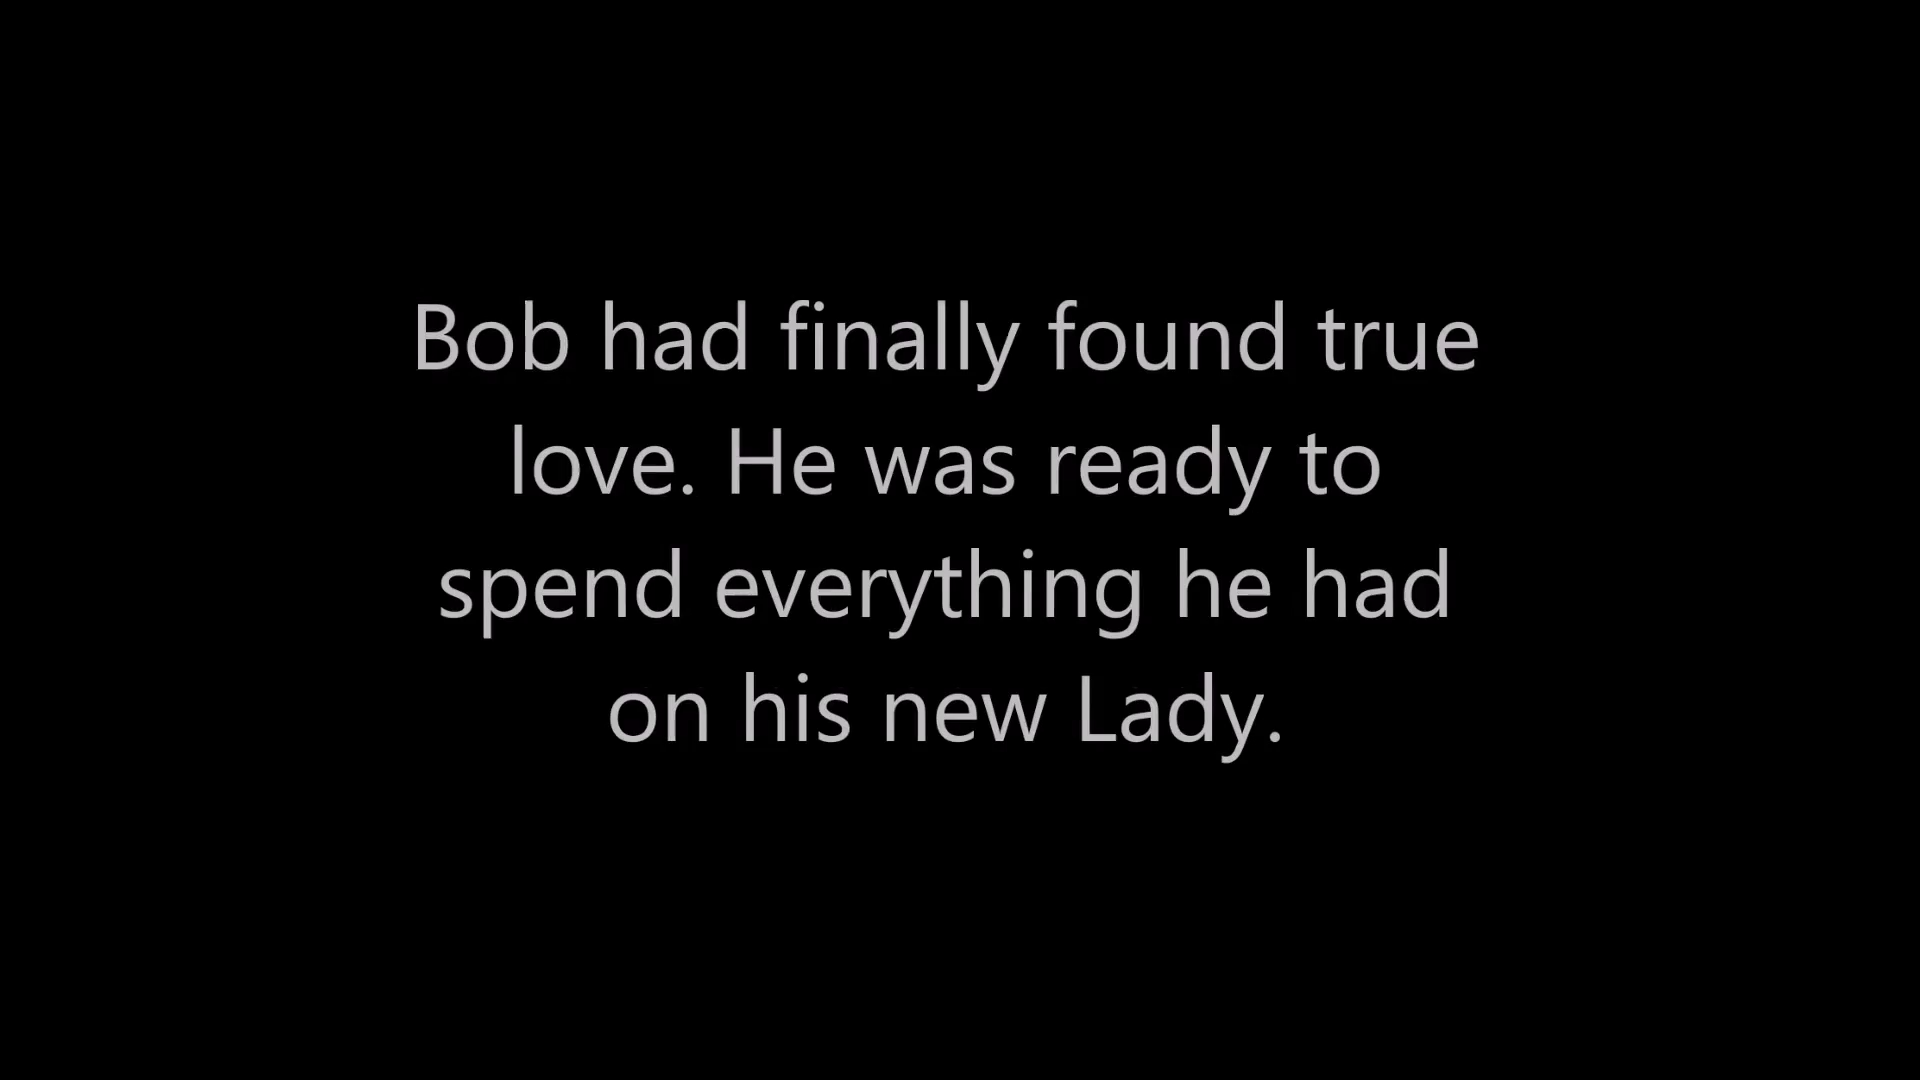 Bob had finally found true
love. He was ready to
spend everything he had
on his new Lady.